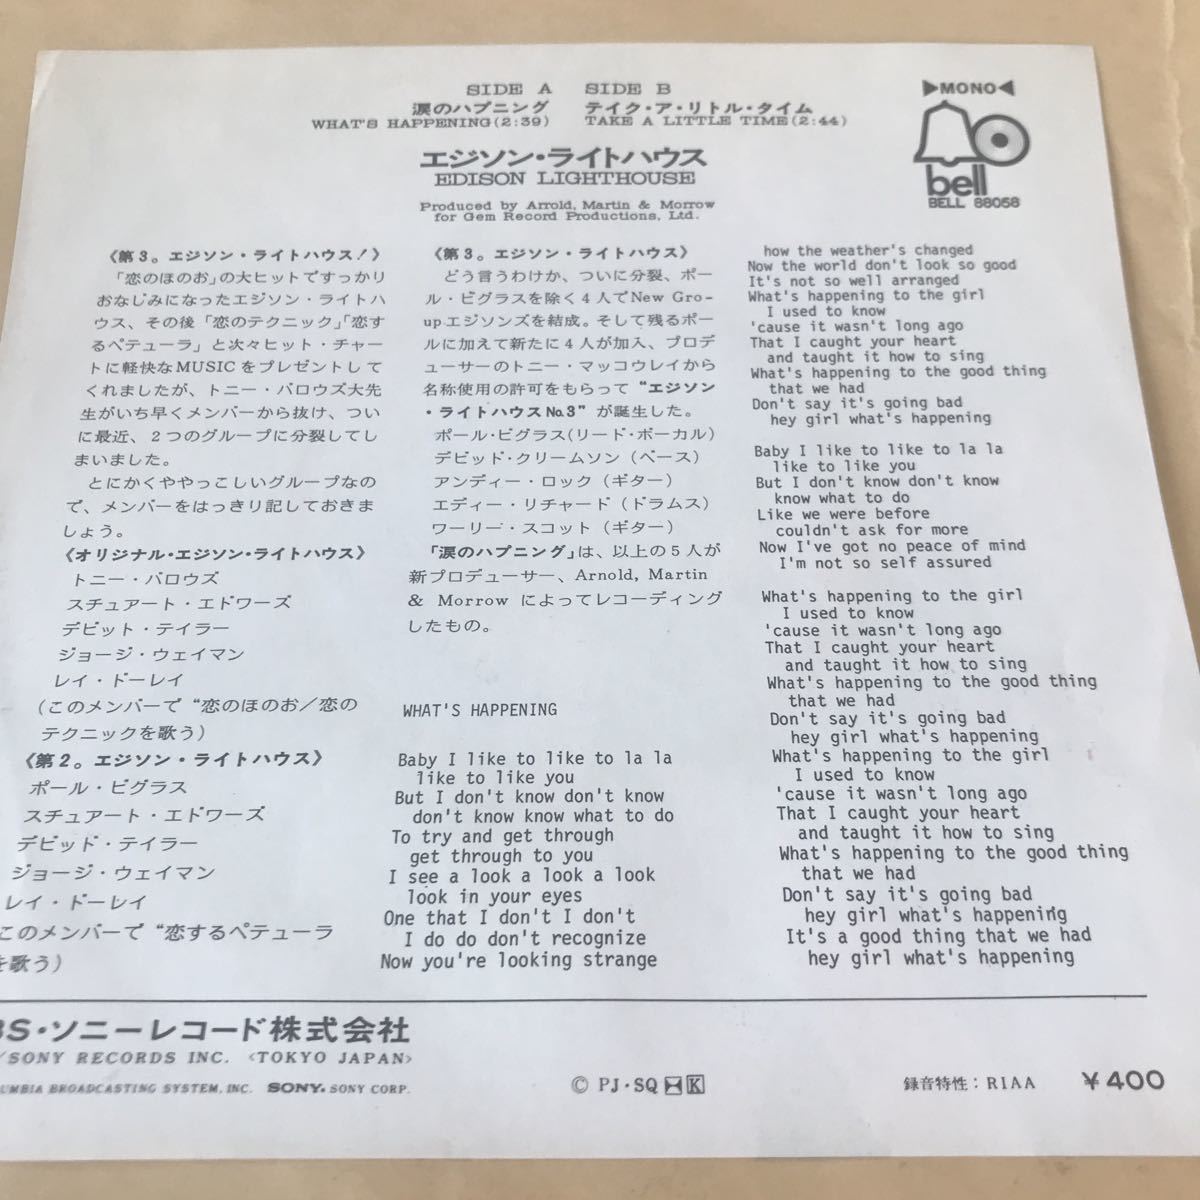 SIDE A
涙のハプニング
WHAT'S HAPPENING(2:39)
SIDE B
テイク・ア・リトル・タイム
TAKE A LITTLE TIME(2:44)
エジソン・ライトハウス
EDISON LIGHTHOUSE
Produced by Arrold, Martin & Morrow
for Gem Record Productions, Ltd.
MONO
bell
BELL 88058
《第3。エジソン・ライトハウス!》
「恋のほのお」の大ヒットですっかり
おなじみになったエジソン・ライトハ
ウス、その後「恋のテクニック」「恋す
るペテューラ」と次々ヒット・チャー
トに軽快なMUSICをプレゼントして
くれましたが、トニー・バロウズ大先
生がいち早くメンバーから抜け、つい
に最近、2つのグループに分裂してし
まいました。
とにかくややっこしいグループなの
で、メンバーをはっきり記しておきま
しょう。
《オリジナル・エジソン・ライトハウス》
トニー・バロウズ
スチュアート・エドワーズ
デビット・テイラー
ジョージ・ウェイマン
レイ・ドーレイ
(このメンバーで“恋のほのお/恋の
テクニックを歌う)
《第2。エジソン・ライトハウス》
ポール・ビグラス
スチュアート・エドワーズ
デビッド・テイラー
ジョージ・ウェイマン
レイ・ドーレイ
このメンバーで“恋するペテューラ
を歌う)
《第3。エジソン・ライトハウス》
どう言うわけか、ついに分裂、ポー
ル・ビグラスを除く4人でNew Gro-
upエジソンズを結成。そして残るポー
ルに加えて新たに4人が加入、プロデ
ューサーのトニー・マッコウレイから
名称使用の許可をもらって“エジソン
・ライトハウスNo.3”が誕生した。
ポール・ビグラス(リード・ボーカル)
デビッド・クリームソン(ベース)
アンディー・ロック(ギター)
エディー・リチャード(ドラムス)
ワーリー・スコット(ギター)
「涙のハプニング」は、以上の5人が
新プロデューサー、Arnold, Martin
& Morrow によってレコーディング
したもの。
WHAT'S HAPPENING
Baby I like to like to la la
like to like you
But I don't know don't know
don't know know what to do
To try and get through
get through to you
I see a look a look a look
look in your eyes
One that I don't I don't
I do do don't recognize
Now you're looking strange
how the weather's changed
Now the world don't look so good
It's not so well arranged
What's happening to the girl
I used to know
'cause it wasn't long ago
That I caught your heart
and taught it how to sing
What's happening to the good thing
that we had
Don't say it's going bad
hey girl what's happening
Baby I like to like to la la
like to like you
But I don't know don't know
know what to do
Like we were before
couldn't ask for more
Now I've got no peace of mind
I'm not so self assured
What's happening to the girl
I used to know
'cause it wasn't long ago
That I caught your heart
and taught it how to sing
What's happening to the good thing
that we had
Don't say it's going bad
hey girl what's happening
What's happening to the girl
I used to know
'cause it wasn't long ago
That I caught your heart
and taught it how to sing
What's happening to the good thing
that we had
Don't say it's going bad
hey girl what's happening
It's a good thing that we had
hey girl what's happening
BS・ソニーレコード株式会社
/SONY RECORDS INC. <TOKYO JAPAN>
UMBIA BROADCASTING SYSTEM, INC. SONY. SONY CORP.
© PJ・SQ K
録音特性:RIAA
¥400